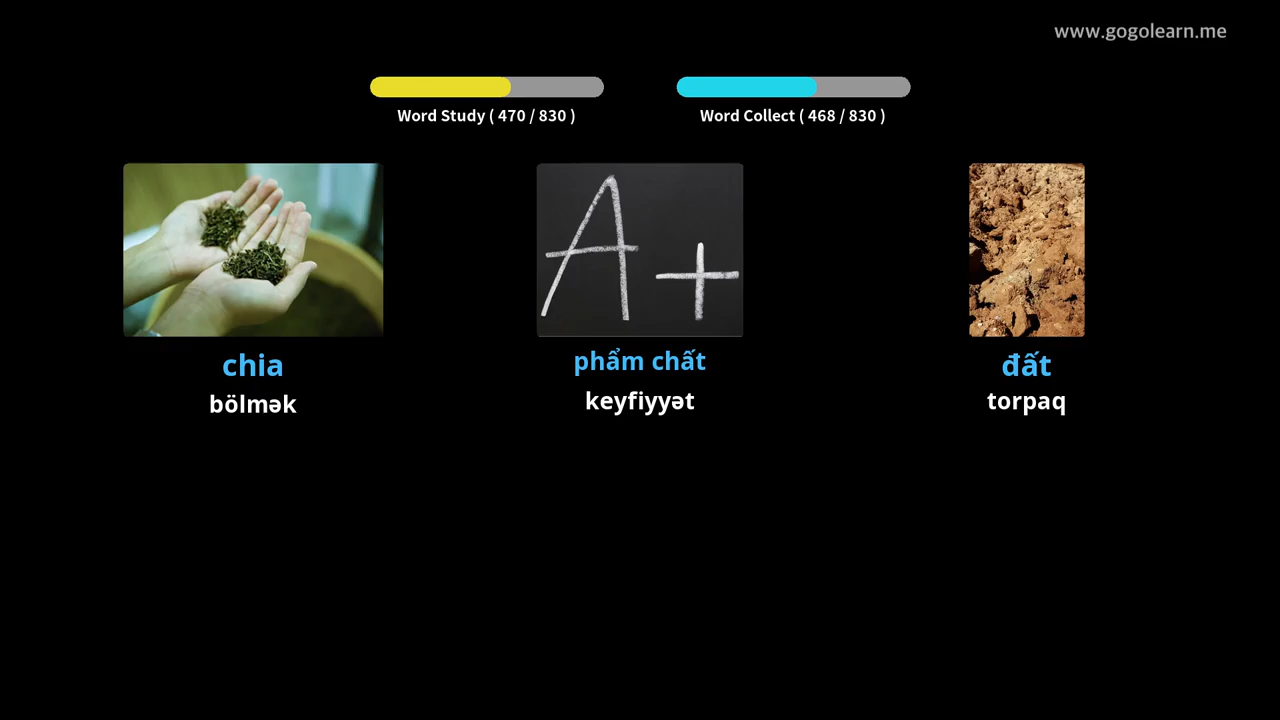 www.gogolearn.me
Word Study ( 470 / 830 )
Word Collect ( 468 / 830 )
A+
chia
bölmək
phẩm chất
keyfiyyət
đất
torpaq